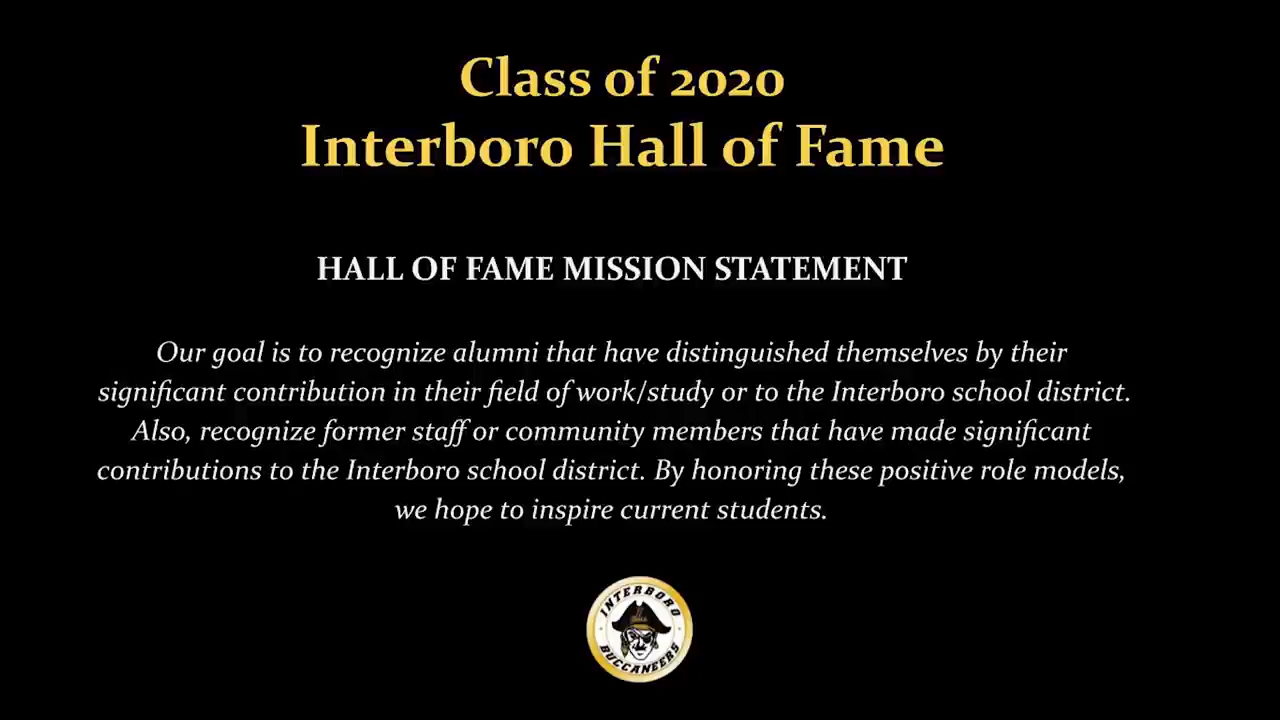 Class of 2020
Interboro Hall of Fame
HALL OF FAME MISSION STATEMENT
Our goal is to recognize alumni that have distinguished themselves by their
significant contribution in their field of work/study or to the Interboro school district.
Also, recognize former staff or community members that have made significant
contributions to the Interboro school district. By honoring these positive role models,
we hope to inspire current students.
INTERBORO
BUCCANEERS